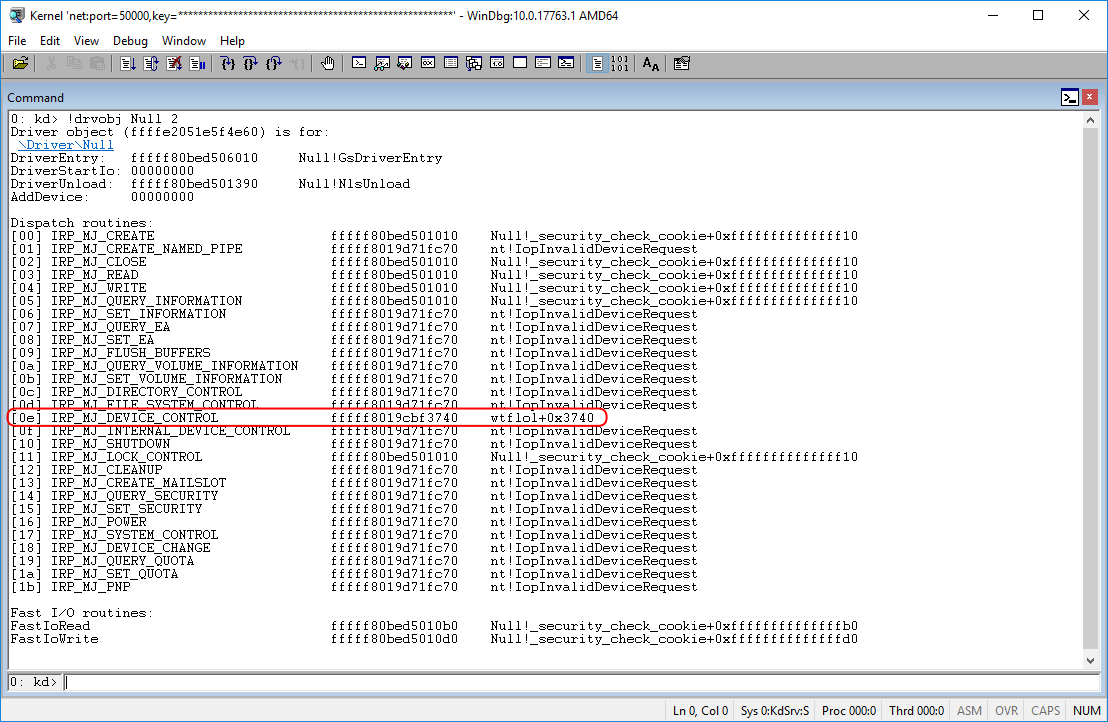 Kernel 'net:port=50000,key=*******************************************************' - WinDbg:10.0.17763.1 AMD64
File Edit View Debug Window Help
Command
0: kd> !drvobj Null 2
Driver object (ffffe2051e5f4e60) is for:
\Driver\Null
DriverEntry: fffff80bed506010 Null!GsDriverEntry
DriverStartIo: 00000000
DriverUnload: fffff80bed501390 Null!NlsUnload
AddDevice: 00000000
Dispatch routines:
[00] IRP_MJ_CREATE fffff80bed501010 Null!_security_check_cookie+0xffffffffffffff10
[01] IRP_MJ_CREATE_NAMED_PIPE fffff8019d71fc70 nt!IopInvalidDeviceRequest
[02] IRP_MJ_CLOSE fffff80bed501010 Null!_security_check_cookie+0xffffffffffffff10
[03] IRP_MJ_READ fffff80bed501010 Null!_security_check_cookie+0xffffffffffffff10
[04] IRP_MJ_WRITE fffff80bed501010 Null!_security_check_cookie+0xffffffffffffff10
[05] IRP_MJ_QUERY_INFORMATION fffff80bed501010 Null!_security_check_cookie+0xffffffffffffff10
[06] IRP_MJ_SET_INFORMATION fffff8019d71fc70 nt!IopInvalidDeviceRequest
[07] IRP_MJ_QUERY_EA fffff8019d71fc70 nt!IopInvalidDeviceRequest
[08] IRP_MJ_SET_EA fffff8019d71fc70 nt!IopInvalidDeviceRequest
[09] IRP_MJ_FLUSH_BUFFERS fffff8019d71fc70 nt!IopInvalidDeviceRequest
[0a] IRP_MJ_QUERY_VOLUME_INFORMATION fffff8019d71fc70 nt!IopInvalidDeviceRequest
[0b] IRP_MJ_SET_VOLUME_INFORMATION fffff8019d71fc70 nt!IopInvalidDeviceRequest
[0c] IRP_MJ_DIRECTORY_CONTROL fffff8019d71fc70 nt!IopInvalidDeviceRequest
[0d] IRP_MJ_FILE_SYSTEM_CONTROL fffff8019d71fc70 nt!IopInvalidDeviceRequest
[0e] IRP_MJ_DEVICE_CONTROL fffff8019cbf3740 wtflol+0x3740
[0f] IRP_MJ_INTERNAL_DEVICE_CONTROL fffff8019d71fc70 nt!IopInvalidDeviceRequest
[10] IRP_MJ_SHUTDOWN fffff8019d71fc70 nt!IopInvalidDeviceRequest
[11] IRP_MJ_LOCK_CONTROL fffff80bed501010 Null!_security_check_cookie+0xffffffffffffff10
[12] IRP_MJ_CLEANUP fffff8019d71fc70 nt!IopInvalidDeviceRequest
[13] IRP_MJ_CREATE_MAILSLOT fffff8019d71fc70 nt!IopInvalidDeviceRequest
[14] IRP_MJ_QUERY_SECURITY fffff8019d71fc70 nt!IopInvalidDeviceRequest
[15] IRP_MJ_SET_SECURITY fffff8019d71fc70 nt!IopInvalidDeviceRequest
[16] IRP_MJ_POWER fffff8019d71fc70 nt!IopInvalidDeviceRequest
[17] IRP_MJ_SYSTEM_CONTROL fffff8019d71fc70 nt!IopInvalidDeviceRequest
[18] IRP_MJ_DEVICE_CHANGE fffff8019d71fc70 nt!IopInvalidDeviceRequest
[19] IRP_MJ_QUERY_QUOTA fffff8019d71fc70 nt!IopInvalidDeviceRequest
[1a] IRP_MJ_SET_QUOTA fffff8019d71fc70 nt!IopInvalidDeviceRequest
[1b] IRP_MJ_PNP fffff8019d71fc70 nt!IopInvalidDeviceRequest
Fast I/O routines:
FastIoRead fffff80bed5010b0 Null!_security_check_cookie+0xffffffffffffffb0
FastIoWrite fffff80bed5010d0 Null!_security_check_cookie+0xffffffffffffffd0
0: kd>
Ln 0, Col 0 Sys 0:KdSrv:S Proc 000:0 Thrd 000:0 ASM OVR CAPS NUM